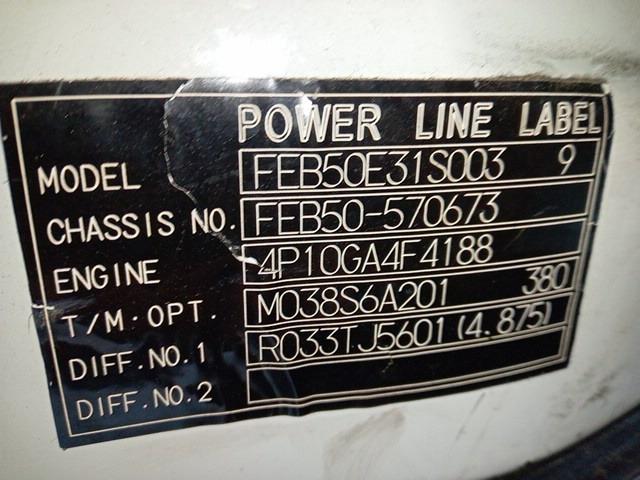 POWER LINE LABEL
MODEL FEB50E31S003 9
CHASSIS NO. FEB50-570673
ENGINE 4P10GA4F4188
T/M. OPT. M038S6A201 380
DIFF.NO.1 R033TJ5601(4.875)
DIFF.NO.2